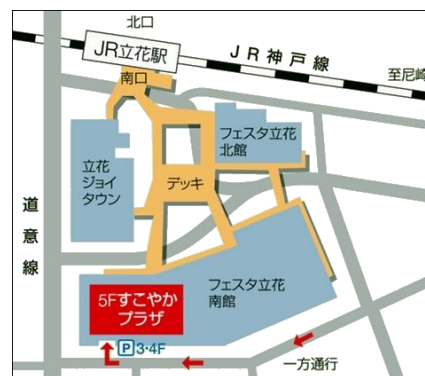 北口
JR立花駅
JR神戸線
至尼崎
南口
フェスタ立花
北館
立花
ジョイ
タウン
デッキ
道意線
フェスタ立花
南館
5Fすこやか
プラザ
P3・4F
一方通行